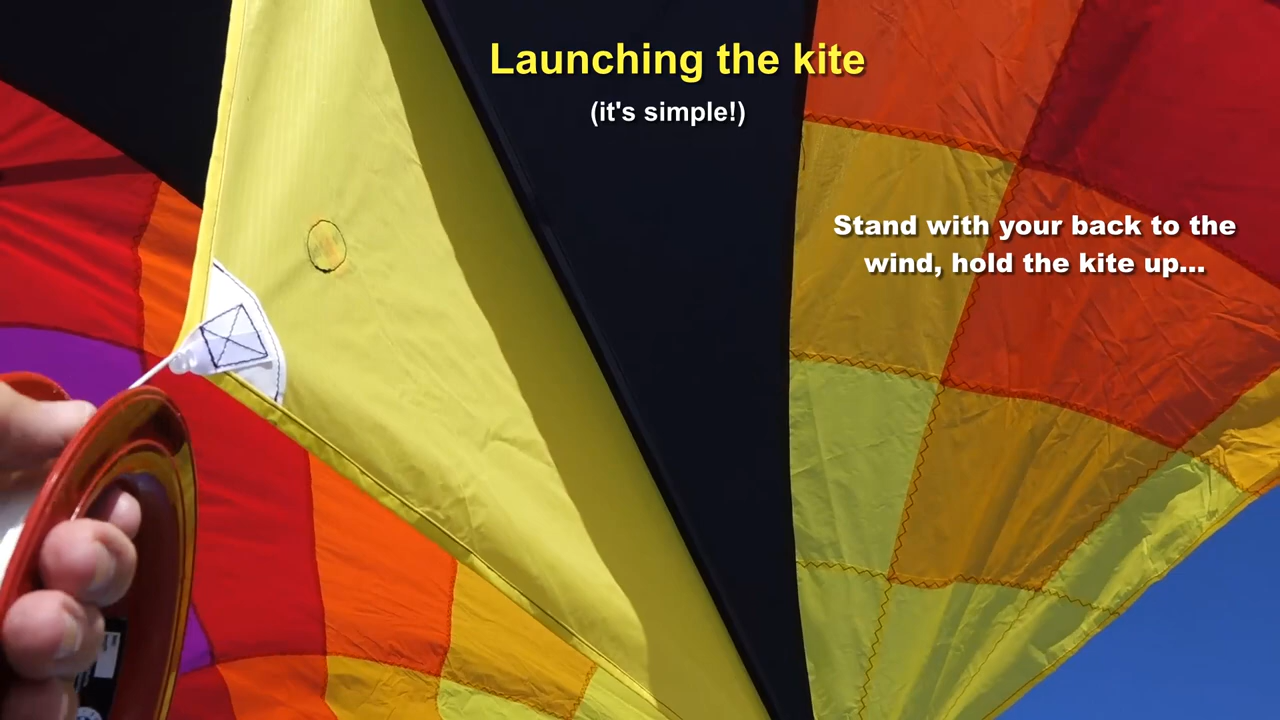 Launching the kite
(it's simple!)
Stand with your back to the
wind, hold the kite up...